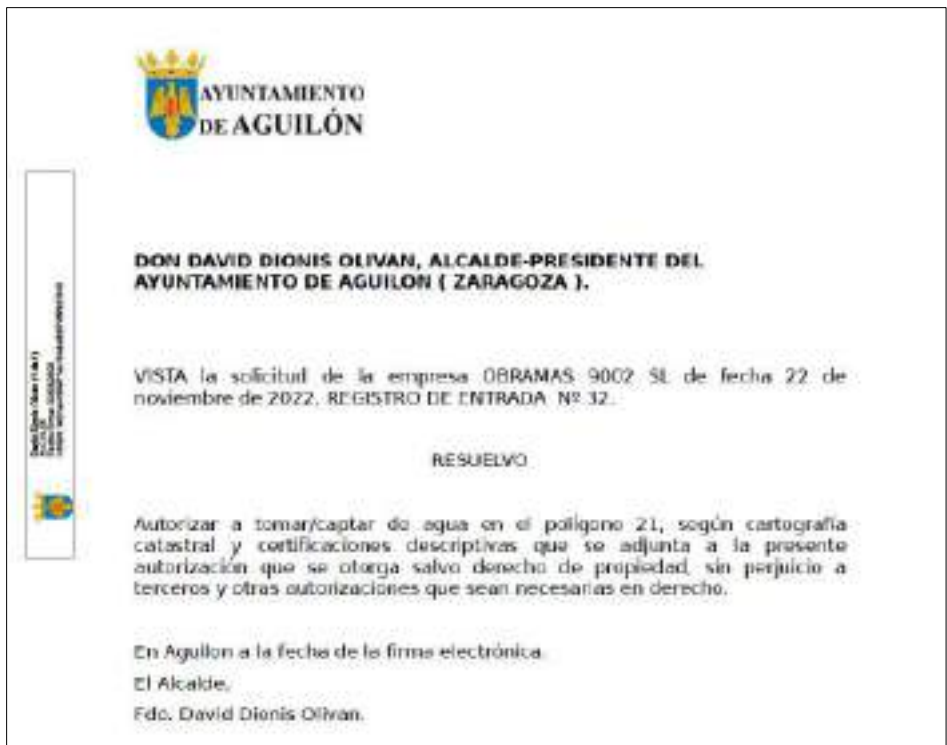 AYUNTAMIENTO
DE AGUILÓN
DON DAVID DIONIS OLIVAN, ALCALDE-PRESIDENTE DEL
AYUNTAMIENTO DE AGUILON ( ZARAGOZA ).
VISTA la solicitud de la empresa OBRAMAS 9002 SL de fecha 22 de
noviembre de 2022, REGISTRO DE ENTRADA Nº 32.
RESUELVO
Autorizar a tomar/captar de agua en el polígono 21, según cartografía
catastral y certificaciones descriptivas que se adjunta a la presente
autorización que se otorga salvo derecho de propiedad, sin perjuicio a
terceros y otras autorizaciones que sean necesarias en derecho.
En Aguilon a la fecha de la firma electrónica.
El Alcalde,
Fdo. David Dionis Olivan.